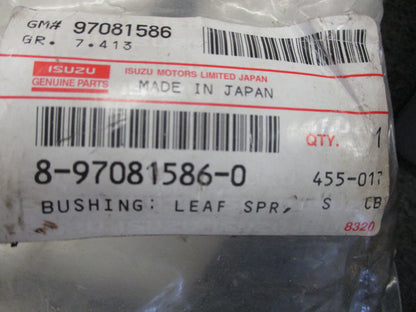 GM# 97081586
GR. 7.413
ISUZU
GENUINE PARTS
ISUZU MOTORS LIMITED JAPAN
MADE IN JAPAN
QTY. 1
8-97081586-0 455-01?
BUSHING: LEAF SPR, S CB
8320